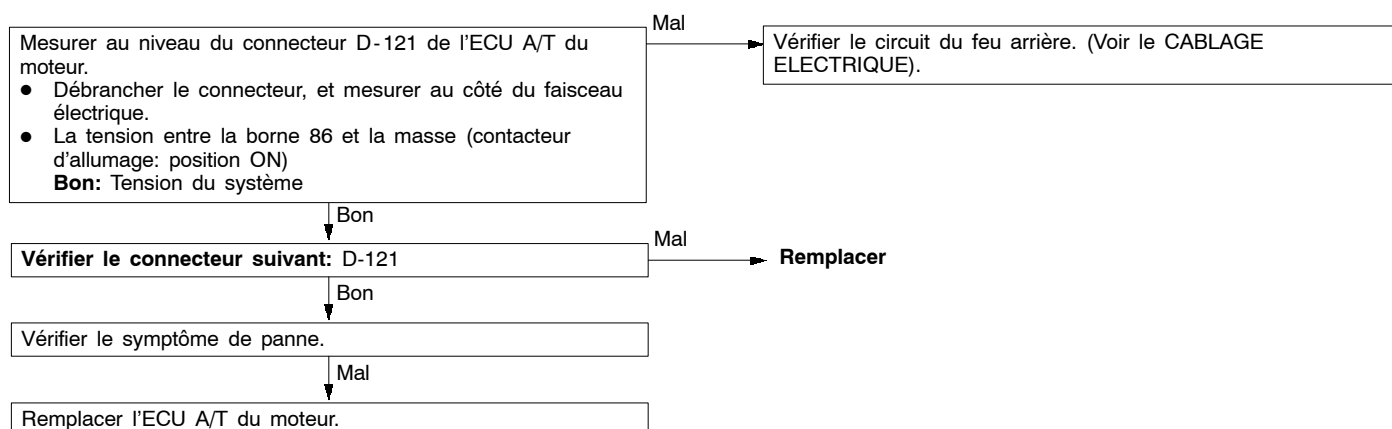 Mesurer au niveau du connecteur D-121 de l'ECU A/T du
moteur.
● Débrancher le connecteur, et mesurer au côté du faisceau
électrique.
● La tension entre la borne 86 et la masse (contacteur
d'allumage: position ON)
Bon: Tension du système
Mal
Vérifier le circuit du feu arrière. (Voir le CABLAGE
ELECTRIQUE).
Bon
Vérifier le connecteur suivant: D-121
Mal
Remplacer
Bon
Vérifier le symptôme de panne.
Mal
Remplacer l'ECU A/T du moteur.